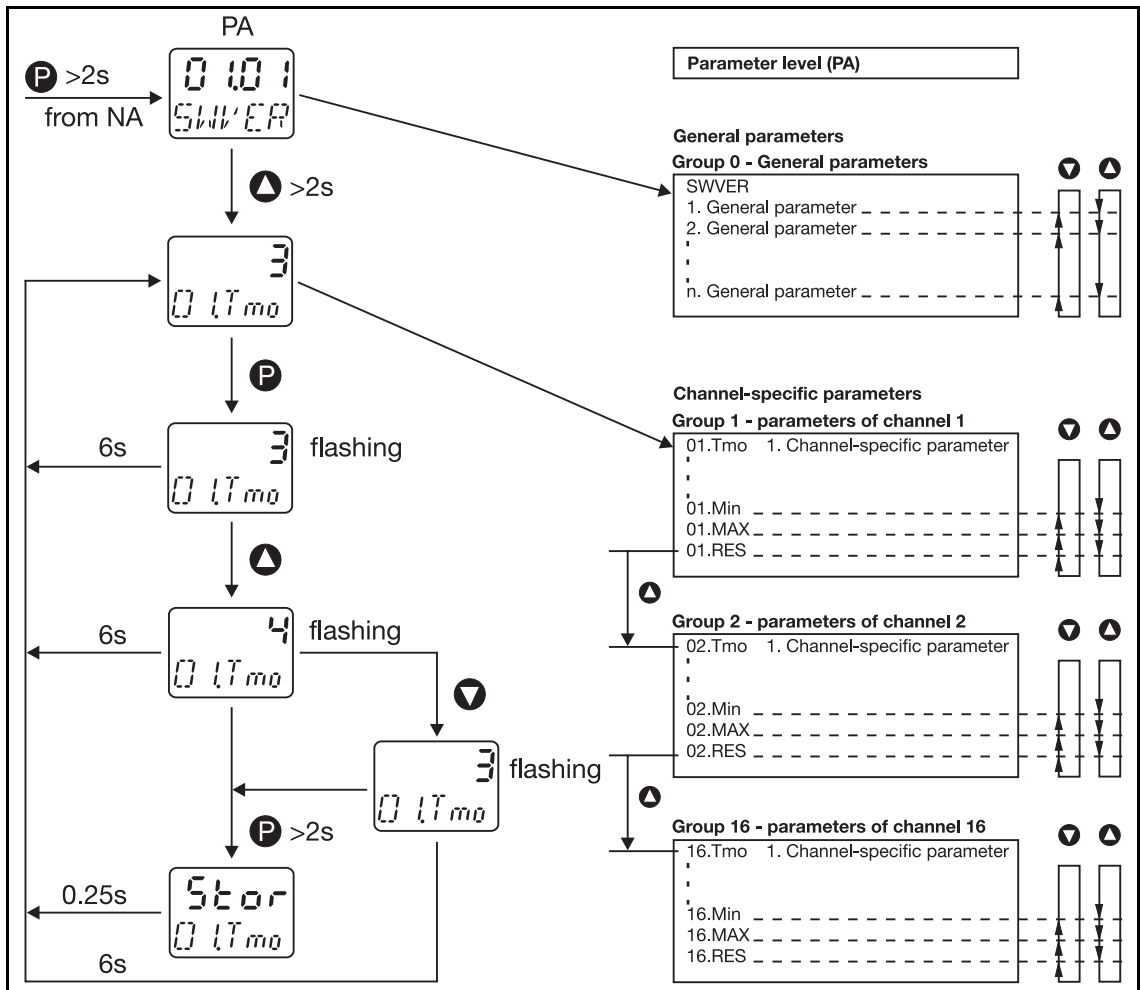 PA
P >2s
from NA
01.01
SWVER
>2s
3
01.Tmo
P
6s
3
01.Tmo
flashing
6s
4
01.Tmo
flashing
3
01.Tmo
flashing
P >2s
0.25s
Stor
01.Tmo
6s
Parameter level (PA)
General parameters
Group 0 - General parameters
SWVER
1. General parameter
2. General parameter
n. General parameter
Channel-specific parameters
Group 1 - parameters of channel 1
01.Tmo 1. Channel-specific parameter
01.Min
01.MAX
01.RES
Group 2 - parameters of channel 2
02.Tmo 1. Channel-specific parameter
02.Min
02.MAX
02.RES
Group 16 - parameters of channel 16
16.Tmo 1. Channel-specific parameter
16.Min
16.MAX
16.RES